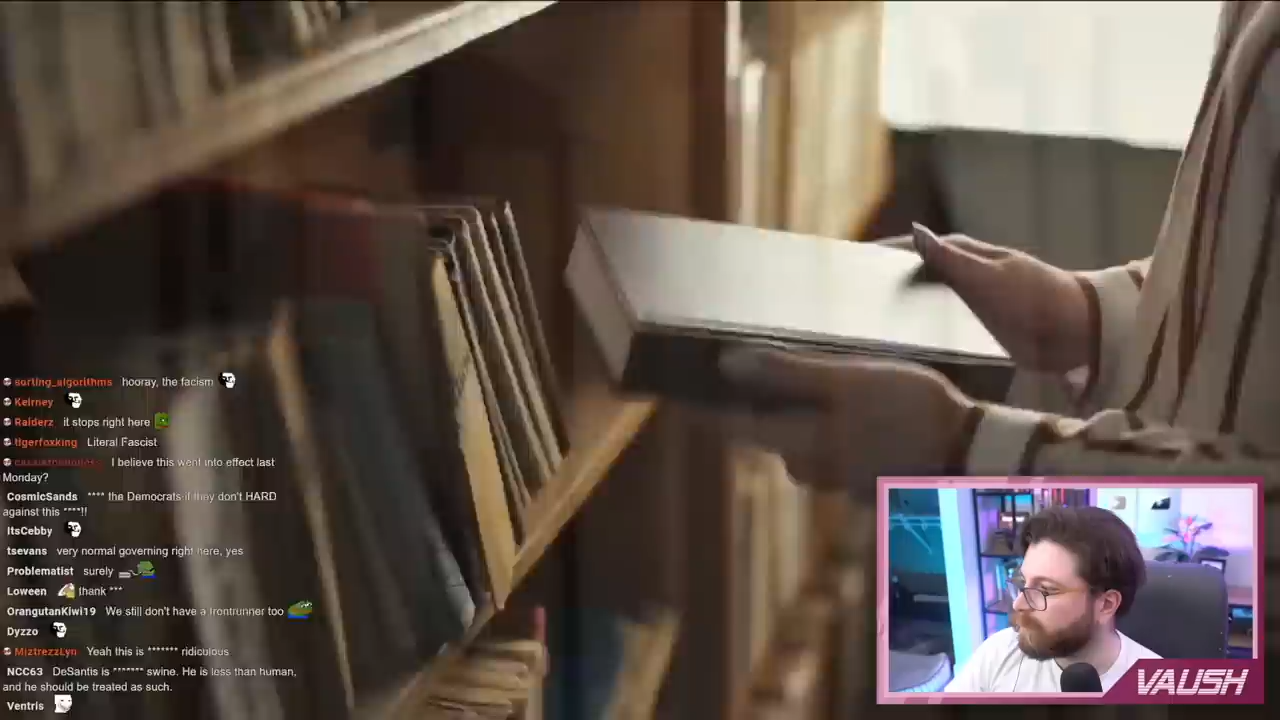 sorting_algorithms hooray, the facism
Kelrney
Raiderz it stops right here
tigerfoxking Literal Fascist
I believe this went into effect last
Monday?
CosmicSands **** the Democrats if they don't HARD
against this ****!!
ItsCebby
tsevans very normal governing right here, yes
Problematist surely
Loween thank ***
OrangutanKiwi19 We still don't have a frontrunner too
Dyzzo
MiztrezzLyn Yeah this is ******* ridiculous
NCC63 DeSantis is ******* swine. He is less than human,
and he should be treated as such.
Ventris
VAUSH